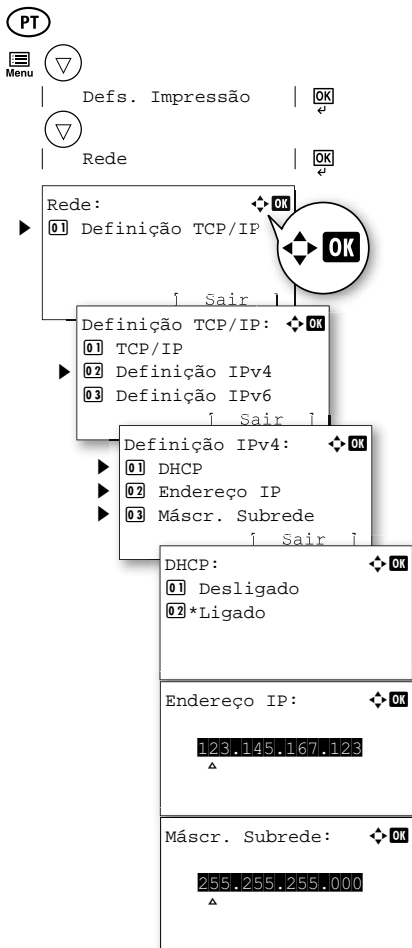 PT
Menu
Defs. Impressão OK
Rede OK
Rede: OK
01 Definição TCP/IP
OK
[ Sair ]
Definição TCP/IP: OK
01 TCP/IP
02 Definição IPv4
03 Definição IPv6
[ Sair ]
Definição IPv4: OK
01 DHCP
02 Endereço IP
03 Máscr. Subrede
[ Sair ]
DHCP: OK
01 Desligado
02 *Ligado
Endereço IP: OK
123.145.167.123
Máscr. Subrede: OK
255.255.255.000